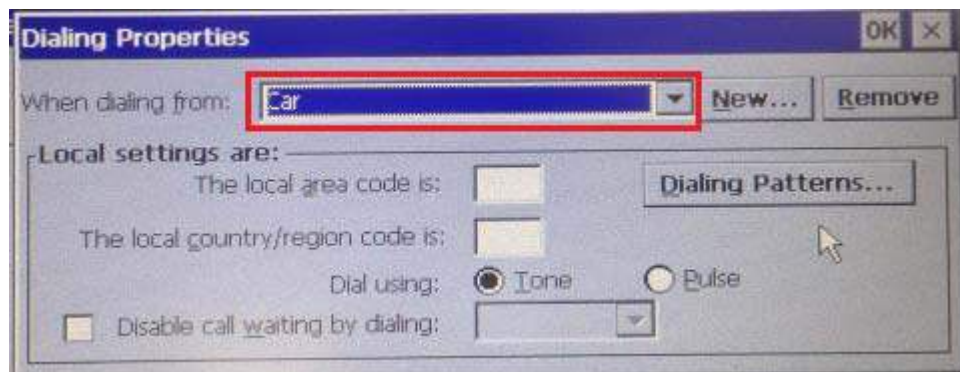 Dialing Properties OK ×
When dialing from: Car New... Remove
Local settings are:
The local area code is: Dialing Patterns...
The local country/region code is:
Dial using: Tone Pulse
Disable call waiting by dialing: